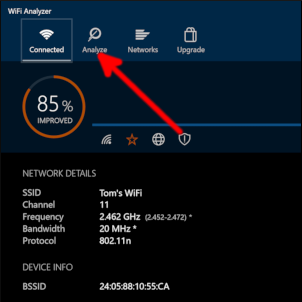 WiFi Analyzer
Connected Analyze Networks Upgrade
85 %
IMPROVED
NETWORK DETAILS
SSID Tom's WiFi
Channel 11
Frequency 2.462 GHz (2.452-2.472) *
Bandwidth 20 MHz *
Protocol 802.11n
DEVICE INFO
BSSID 24:05:88:10:55:CA